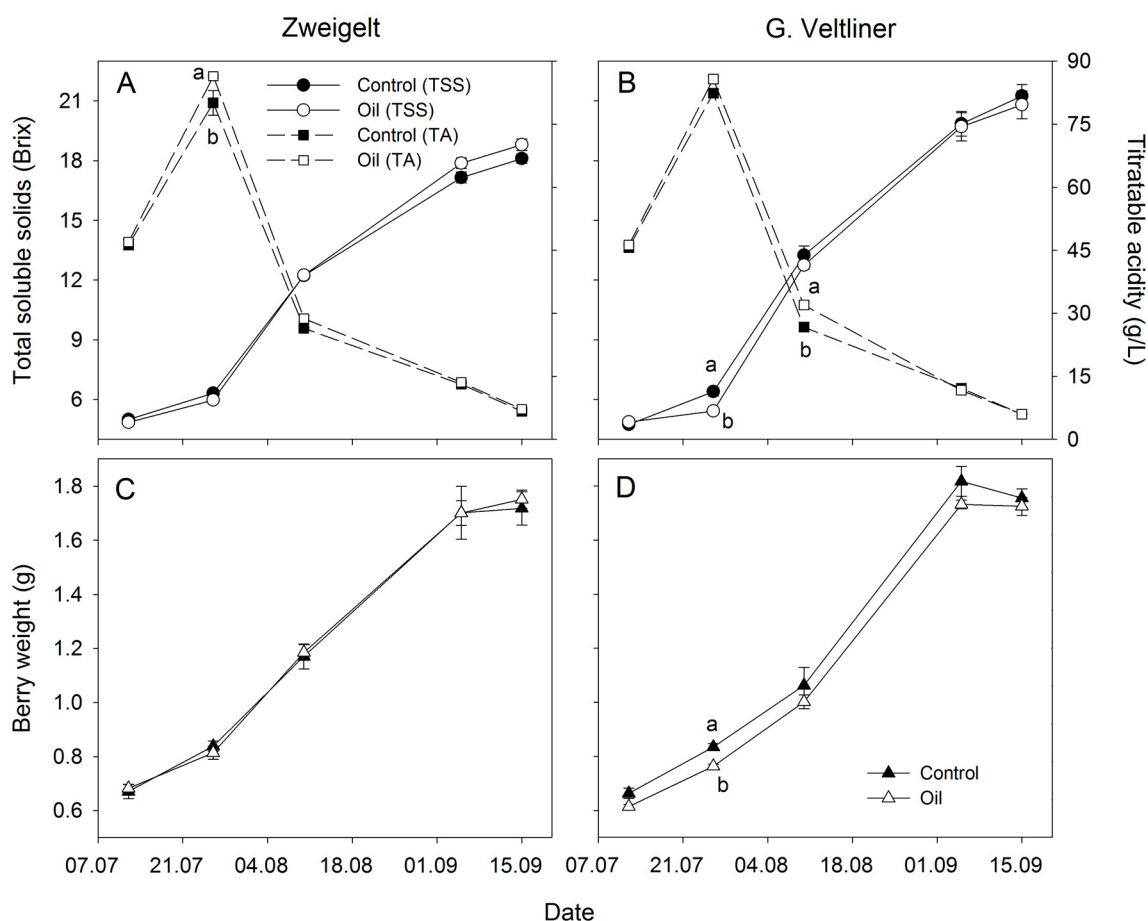 Zweigelt
G. Veltliner
A
a
b
Control (TSS)
Oil (TSS)
Control (TA)
Oil (TA)
21
18
15
12
9
6
Total soluble solids (Brix)
B
a
b
a
b
90
75
60
45
30
15
0
Titratable acidity (g/L)
C
1.8
1.6
1.4
1.2
1.0
0.8
0.6
Berry weight (g)
D
a
b
Control
Oil
07.07
21.07
04.08
18.08
01.09
15.09
07.07
21.07
04.08
18.08
01.09
15.09
Date